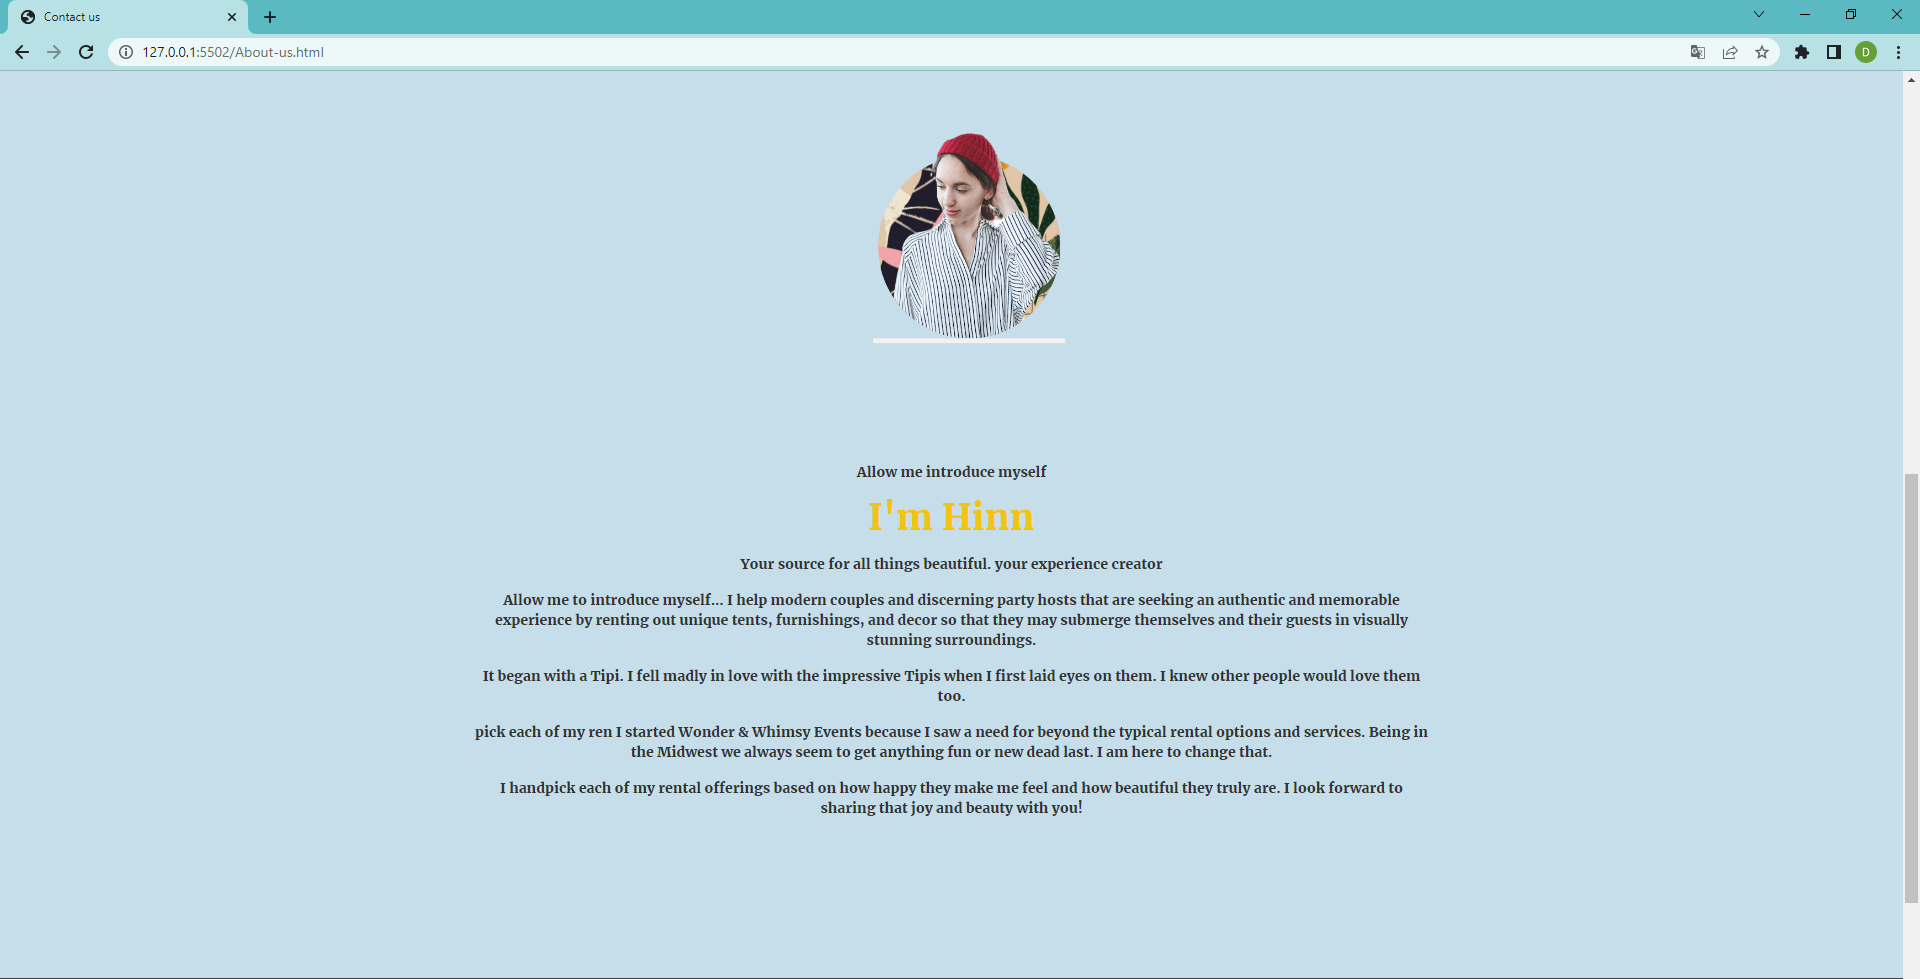 Contact us
127.0.0.1:5502/About-us.html
D
Allow me introduce myself
I'm Hinn
Your source for all things beautiful. your experience creator
Allow me to introduce myself... I help modern couples and discerning party hosts that are seeking an authentic and memorable
experience by renting out unique tents, furnishings, and decor so that they may submerge themselves and their guests in visually
stunning surroundings.
It began with a Tipi. I fell madly in love with the impressive Tipis when I first laid eyes on them. I knew other people would love them
too.
pick each of my ren I started Wonder & Whimsy Events because I saw a need for beyond the typical rental options and services. Being in
the Midwest we always seem to get anything fun or new dead last. I am here to change that.
I handpick each of my rental offerings based on how happy they make me feel and how beautiful they truly are. I look forward to
sharing that joy and beauty with you!